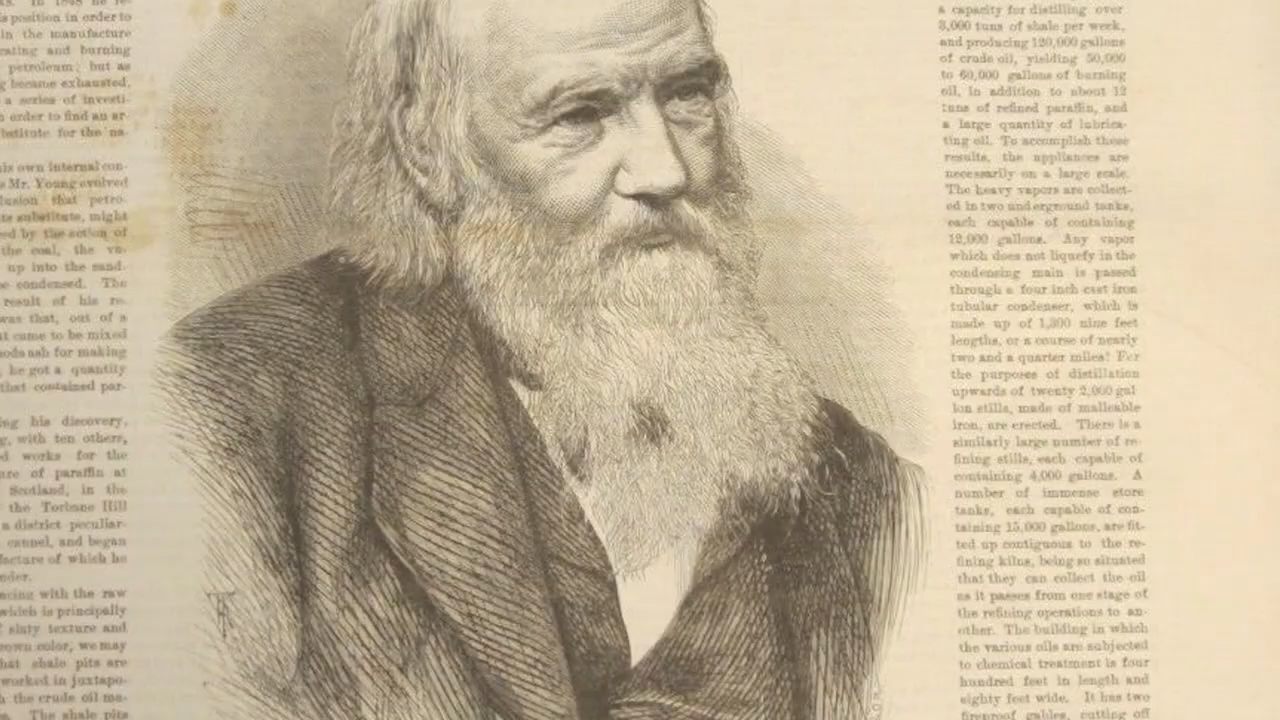 is position in order to
in the manufacture
rating and burning
petroleum; but as
g became exhausted,
a series of investi-
order to find an ar
bstitute for the na-
his own internal con-
Mr. Young evolved
lusion that petro-
substitute, might
ed by the action of
the coal, the va-
up into the sand-
condensed. The
result of his re-
was that, out of a
came to be mixed
soda ash for making
he got a quantity
that contained par-
ing his discovery,
g, with ten others,
d works for the
ure of paraffin at
Scotland, in the
the Torbane Hill
a district peculiar-
cannel, and began
facture of which he
nder.
ncing with the raw
which is principally
slaty texture and
rown color, we may
hat shale pits are
worked in juxtapo-
the crude oil ma-
The shale pits
a capacity for distilling over
3,000 tuns of shale per week,
and producing 120,000 gallons
of crude oil, yielding 50,000
to 60,000 gallons of burning
oil, in addition to about 12
tuns of refined paraffin, and
a large quantity of lubrica-
ting oil. To accomplish these
results, the appliances are
necessarily on a large scale.
The heavy vapors are collect-
ed in two underground tanks,
each capable of containing
12,000 gallons. Any vapor
which does not liquefy in the
condensing main is passed
through a four inch cast iron
tubular condenser, which is
made up of 1,300 nine feet
lengths, or a course of nearly
two and a quarter miles! For
the purposes of distillation
upwards of twenty 2,000 gal
lon stills, made of malleable
iron, are erected. There is a
similarly large number of re-
fining stills, each capable of
containing 4,000 gallons. A
number of immense store
tanks, each capable of con-
taining 15,000 gallons, are fit-
ted up contiguous to the re-
fining kilns, being so situated
that they can collect the oil
as it passes from one stage of
the refining operations to an-
other. The building in which
the various oils are subjected
to chemical treatment is four
hundred feet in length and
eighty feet wide. It has two
fireproof gables, cutting off